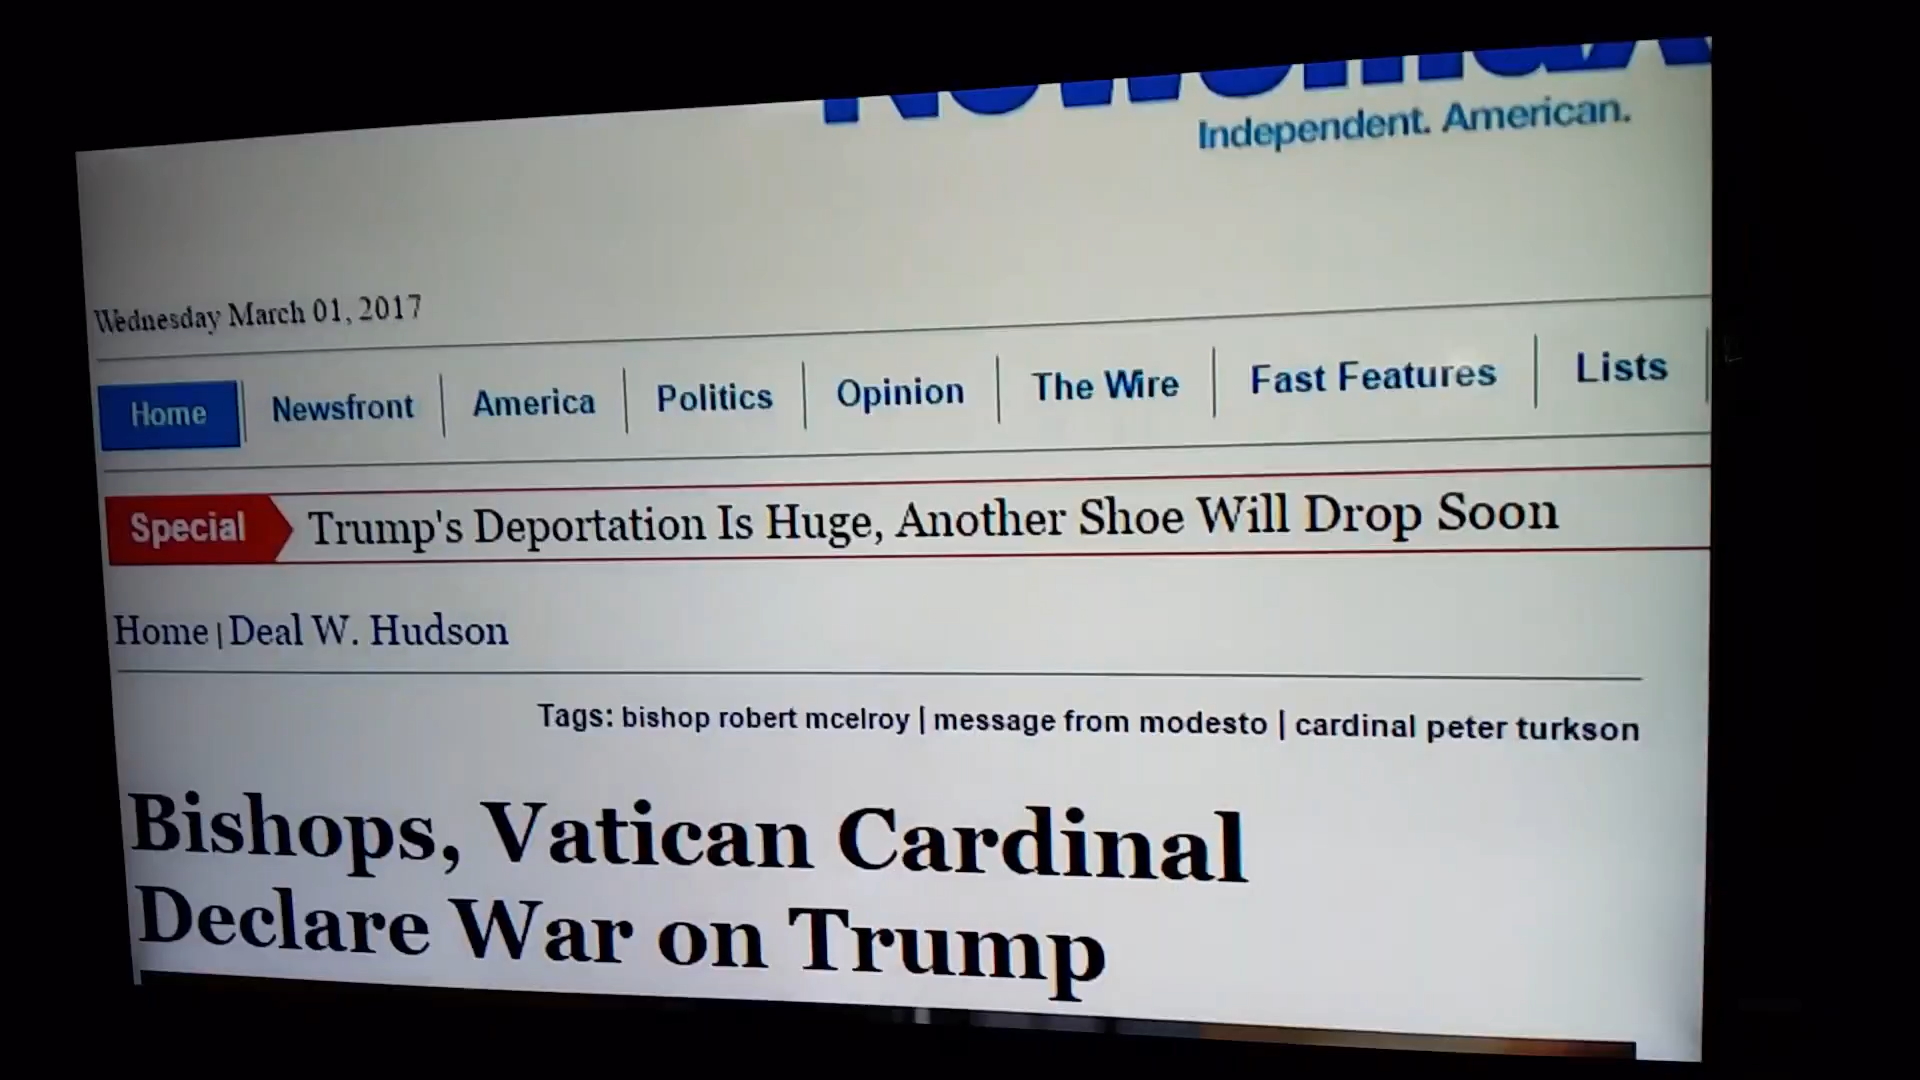 Newsmax
Independent. American.
Wednesday March 01, 2017
Home Newsfront America Politics Opinion The Wire Fast Features Lists
Special Trump's Deportation Is Huge, Another Shoe Will Drop Soon
Home | Deal W. Hudson
Tags: bishop robert mcelroy | message from modesto | cardinal peter turkson
Bishops, Vatican Cardinal
Declare War on Trump